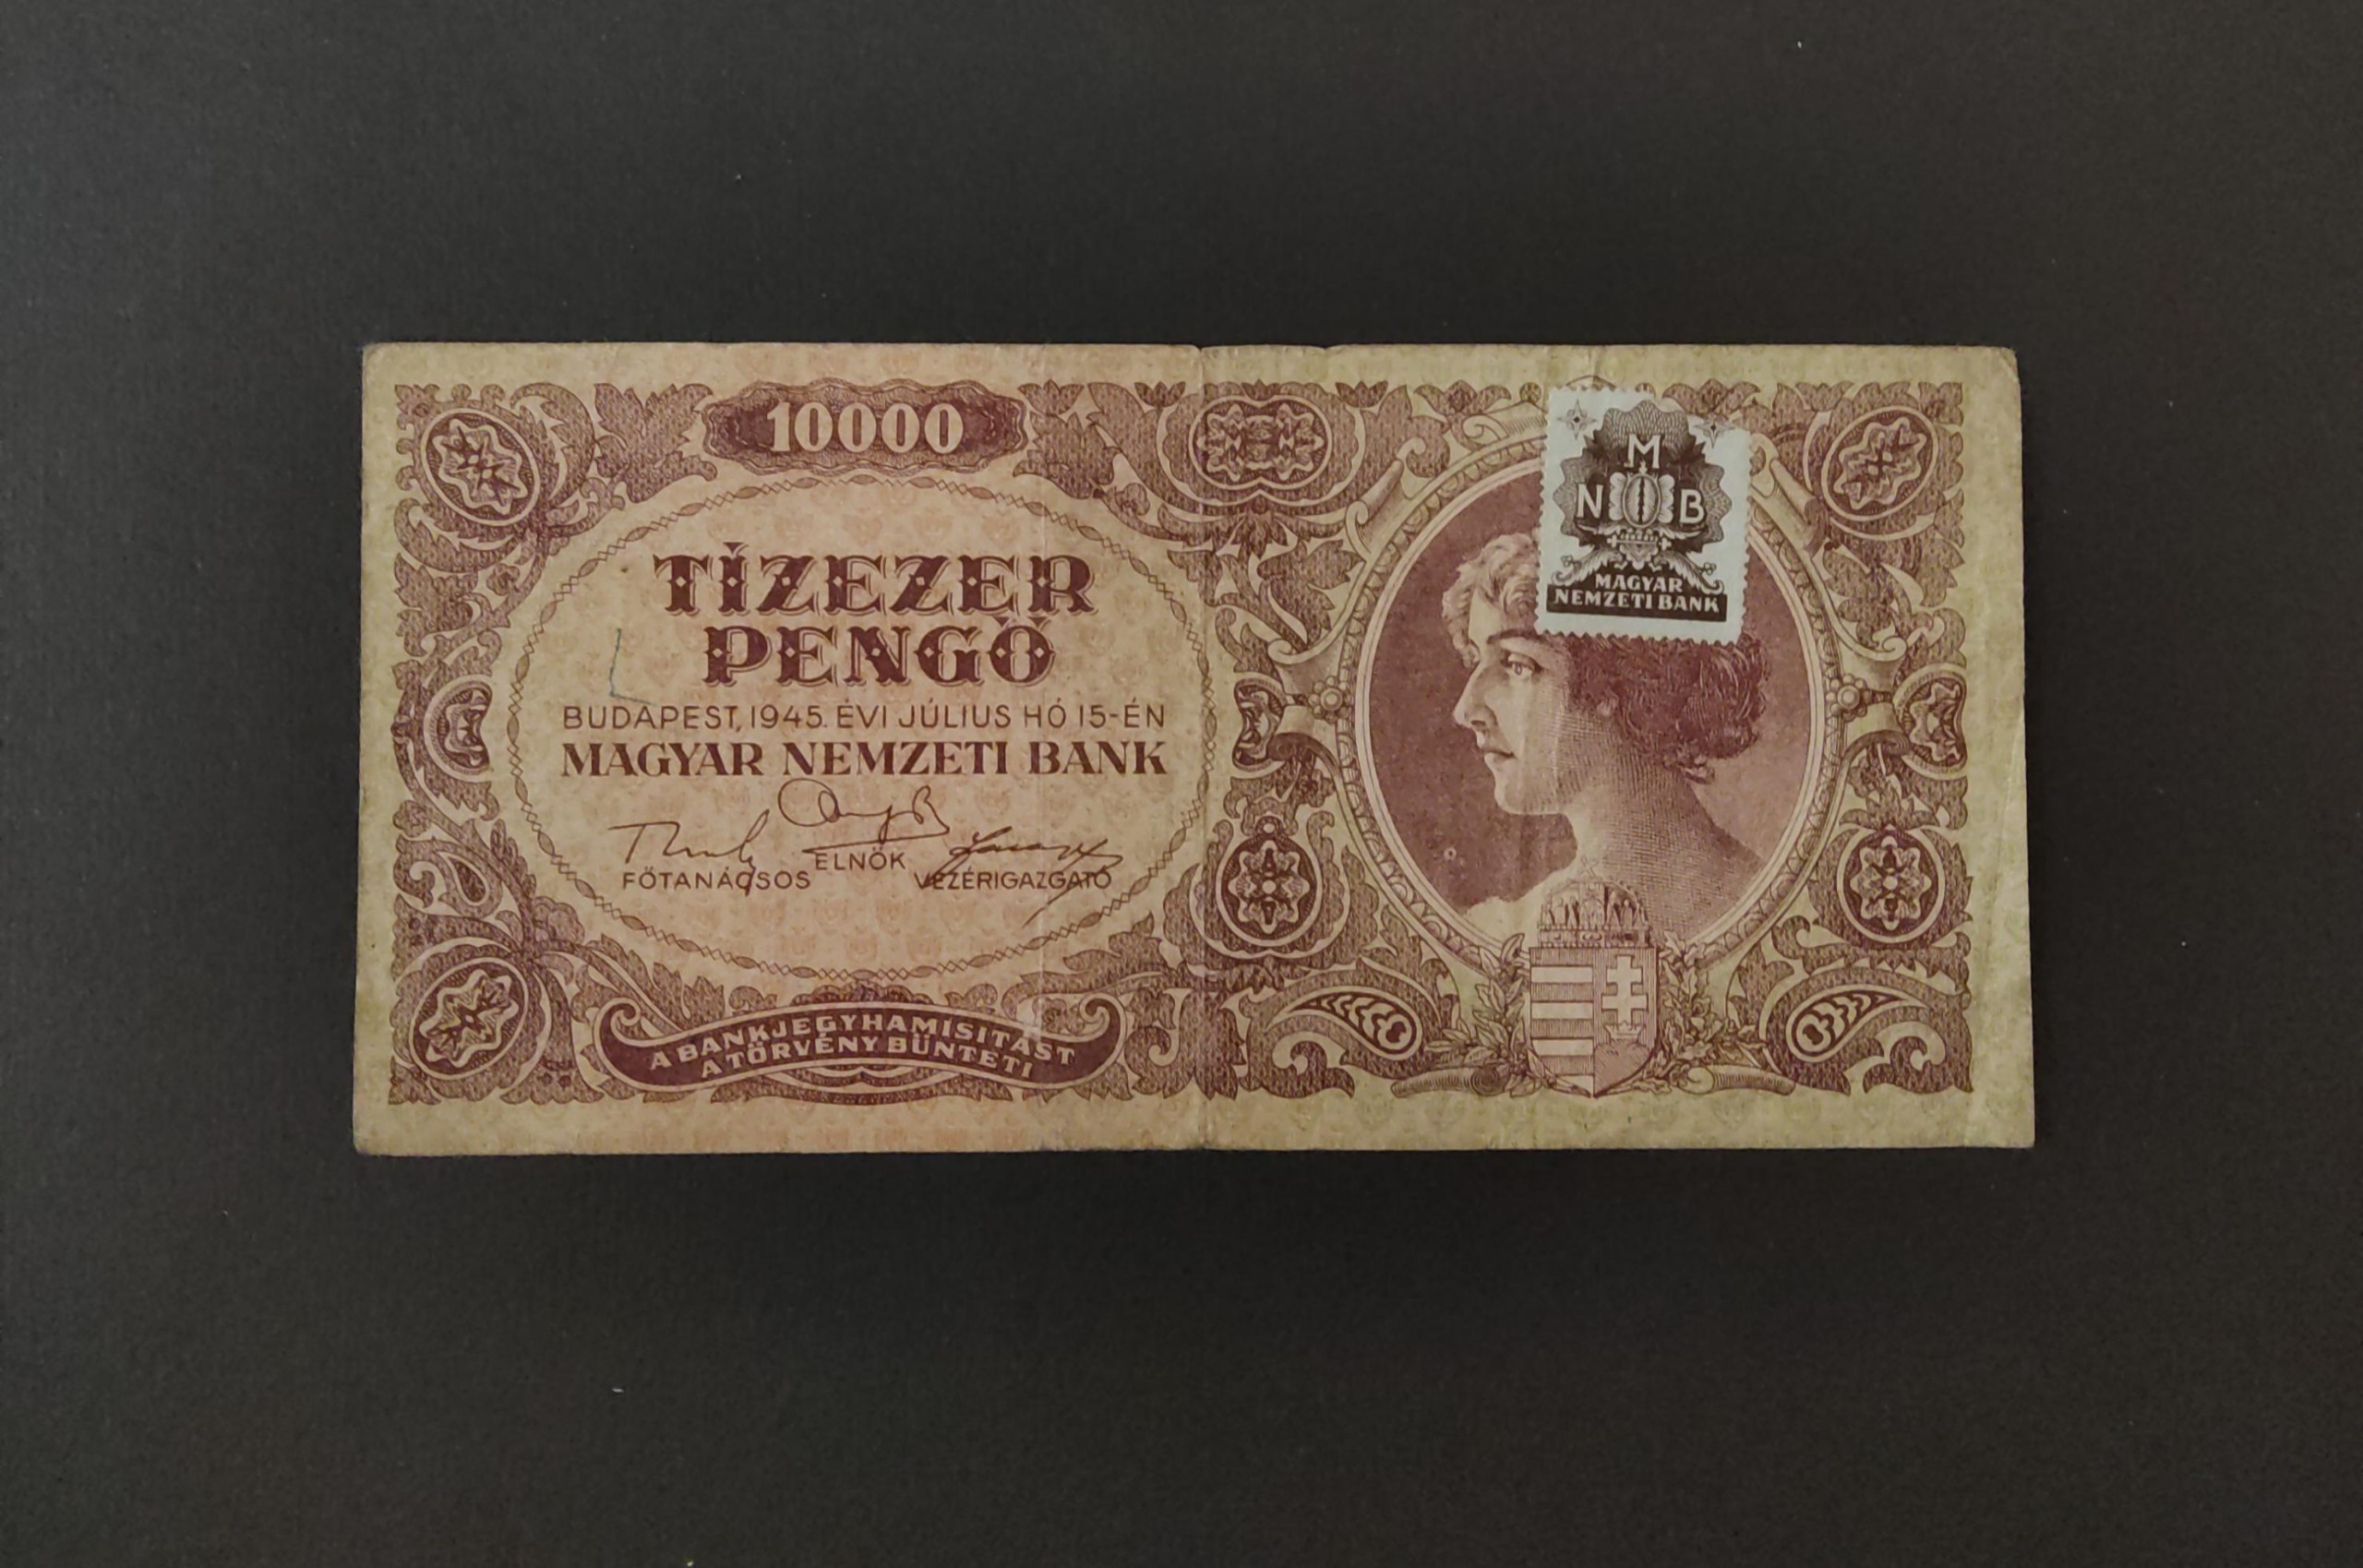 10000
TÍZEZER
PENGŐ
BUDAPEST, 1945. ÉVI JÚLIUS HÓ 15-ÉN
MAGYAR NEMZETI BANK
FŐTANÁCSOS ELNÖK VEZÉRIGAZGATÓ
A BANKJEGYHAMISITÁST
A TÖRVÉNY BÜNTETI
M
N B
MAGYAR
NEMZETI BANK